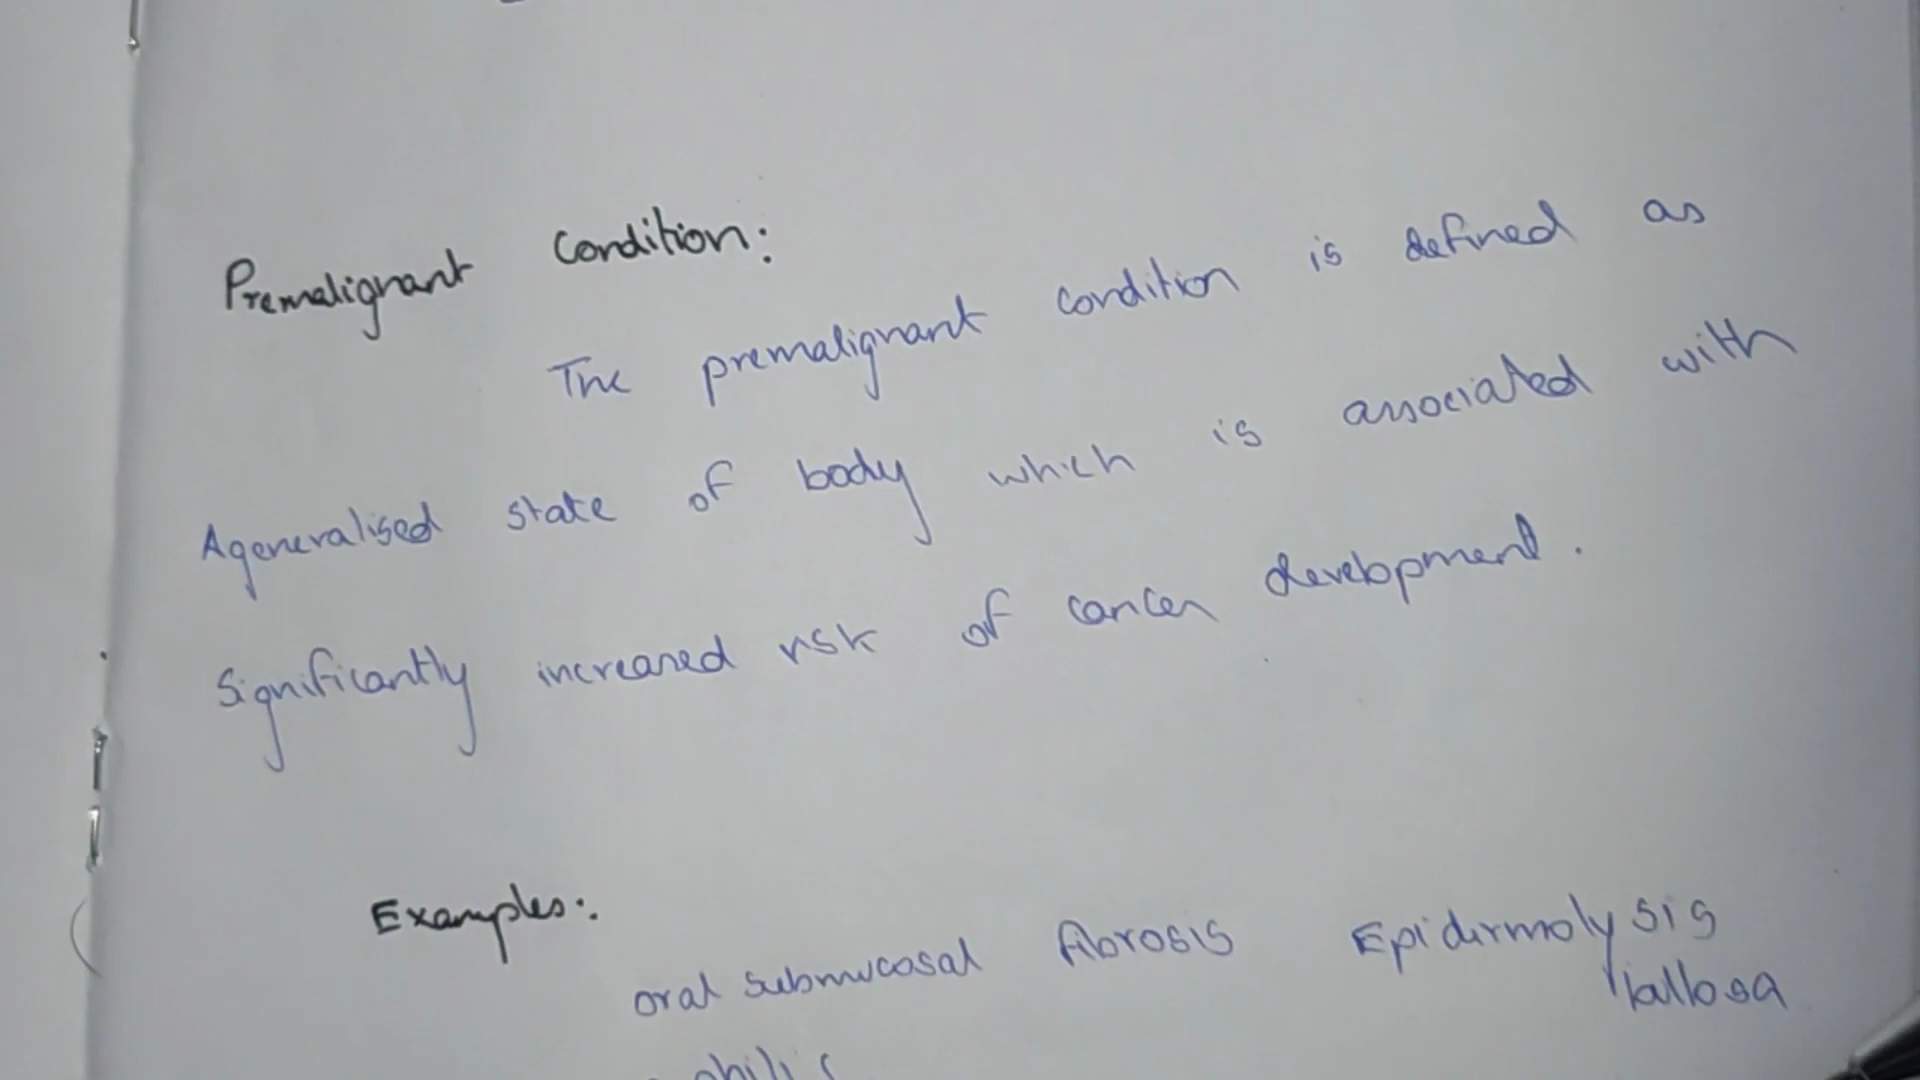 Premalignant Condition:
The premalignant condition is defined as
A generalised state of body which is associated with
Significantly increased risk of cancer development.
Examples:
oral submucosal fibrosis Epidermolysis
ballosa